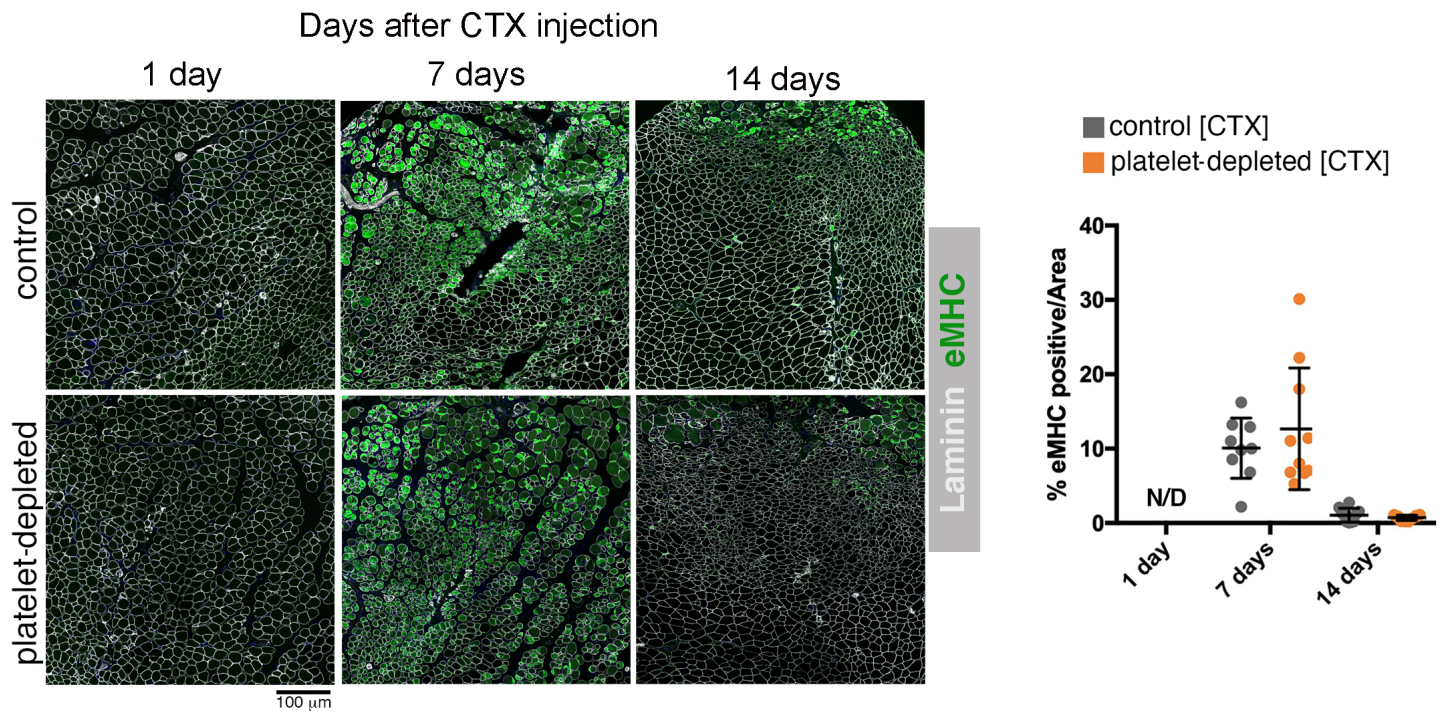 Days after CTX injection
1 day
7 days
14 days
control
platelet-depleted
100 μm
Laminin eMHC
control [CTX]
platelet-depleted [CTX]
% eMHC positive/Area
40
30
20
10
0
N/D
1 day
7 days
14 days